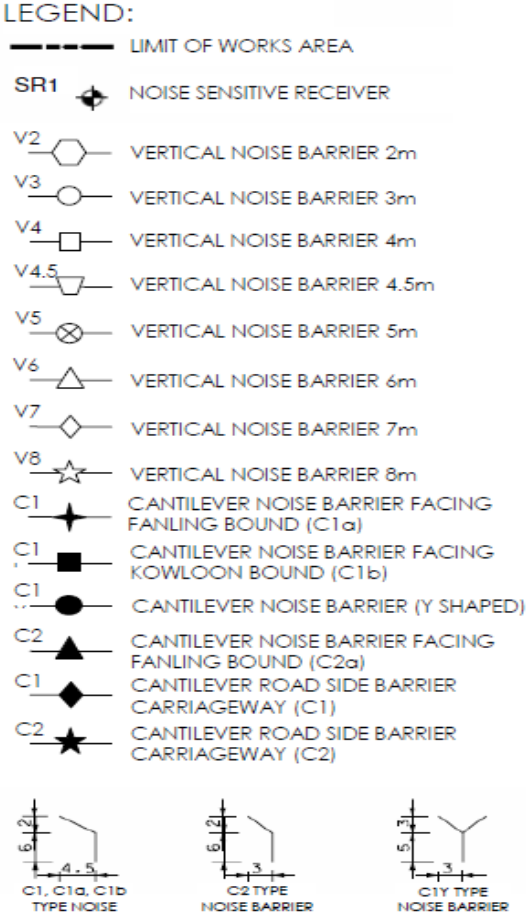 LEGEND:
LIMIT OF WORKS AREA
SR1
NOISE SENSITIVE RECEIVER
V2
VERTICAL NOISE BARRIER 2m
V3
VERTICAL NOISE BARRIER 3m
V4
VERTICAL NOISE BARRIER 4m
V4.5
VERTICAL NOISE BARRIER 4.5m
V5
VERTICAL NOISE BARRIER 5m
V6
VERTICAL NOISE BARRIER 6m
V7
VERTICAL NOISE BARRIER 7m
V8
VERTICAL NOISE BARRIER 8m
C1
CANTILEVER NOISE BARRIER FACING
FANLING BOUND (C1a)
C1
CANTILEVER NOISE BARRIER FACING
KOWLOON BOUND (C1b)
C1
CANTILEVER NOISE BARRIER (Y SHAPED)
C2
CANTILEVER NOISE BARRIER FACING
FANLING BOUND (C2a)
C1
CANTILEVER ROAD SIDE BARRIER
CARRIAGEWAY (C1)
C2
CANTILEVER ROAD SIDE BARRIER
CARRIAGEWAY (C2)
2
6
4.5
C1, C1a, C1b
TYPE NOISE
2
6
3
C2 TYPE
NOISE BARRIER
3
5
3
C1Y TYPE
NOISE BARRIER